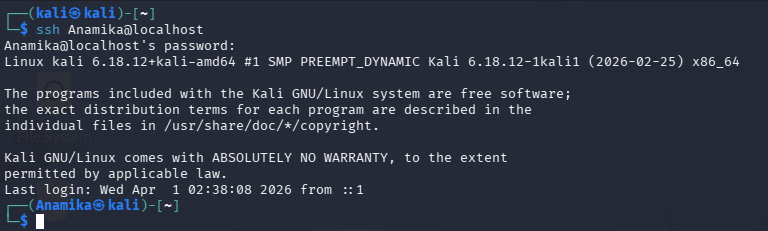 ┌──(kali㉿kali)-[~]
└─$ ssh Anamika@localhost
Anamika@localhost's password:
Linux kali 6.18.12+kali-amd64 #1 SMP PREEMPT_DYNAMIC Kali 6.18.12-1kali1 (2026-02-25) x86_64

The programs included with the Kali GNU/Linux system are free software;
the exact distribution terms for each program are described in the
individual files in /usr/share/doc/*/copyright.

Kali GNU/Linux comes with ABSOLUTELY NO WARRANTY, to the extent
permitted by applicable law.
Last login: Wed Apr  1 02:38:08 2026 from ::1
┌──(Anamika㉿kali)-[~]
└─$
File System